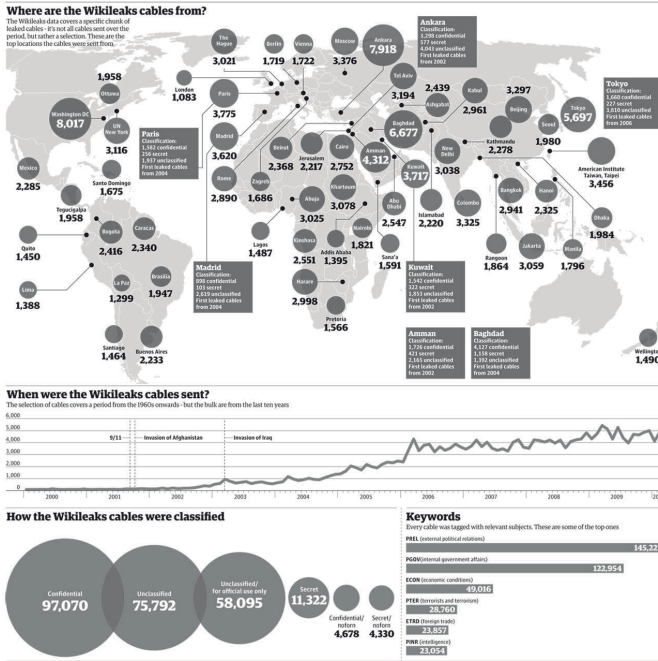 Where are the Wikileaks cables from?
The Wikileaks data covers a specific chunk of
leaked cables - it's not all cables sent over the
period, but rather a selection. These are the
top locations the cables were sent from
The
Hague
3,021
Berlin
1,719
Vienna
1,722
Moscow
3,376
Ankara
7,918
Ankara
Classification:
1,298 confidential
577 secret
4,043 unclassified
First leaked cables
from 2002
1,958
Ottawa
London
1,083
Paris
3,775
Tel Aviv
3,194
2,439
Ashgabat
Kabul
2,961
3,297
Beijing
Tokyo
Classification:
1,660 confidential
227 secret
3,810 unclassified
First leaked cables
from 2006
Washington DC
8,017
UN
New York
3,116
Paris
Classification:
1,582 confidential
256 secret
1,937 unclassified
First leaked cables
from 2004
Madrid
3,620
Baghdad
6,677
Tokyo
5,697
Seoul
1,980
Kathmandu
2,278
Mexico
2,285
Santo Domingo
1,675
Rome
2,890
Zagreb
1,686
Beirut
2,368
Jerusalem
2,217
Cairo
2,752
Amman
4,312
Kuwait
3,717
New
Delhi
3,038
American Institute
Taiwan, Taipei
3,456
Tegucigalpa
1,958
Abuja
3,025
Khartoum
3,078
Abu
Dhabi
2,547
Islamabad
2,220
Colombo
3,325
Bangkok
2,941
Hanoi
2,325
Dhaka
1,984
Quito
1,450
Bogota
2,416
Caracas
2,340
Lagos
1,487
Kinshasa
2,551
Addis Ababa
1,395
Nairobi
1,821
Sana'a
1,591
Rangoon
1,864
Jakarta
3,059
Manila
1,796
Lima
1,388
La Paz
1,299
Brasilia
1,947
Madrid
Classification:
898 confidential
103 secret
2,619 unclassified
First leaked cables
from 2004
Harare
2,998
Kuwait
Classification:
1,542 confidential
322 secret
1,853 unclassified
First leaked cables
from 2002
Pretoria
1,566
Santiago
1,464
Buenos Aires
2,233
Amman
Classification:
1,726 confidential
421 secret
2,165 unclassified
First leaked cables
from 2002
Baghdad
Classification:
4,127 confidential
1,158 secret
1,392 unclassified
First leaked cables
from 2004
Wellingto
1,490
When were the Wikileaks cables sent?
The selection of cables covers a period from the 1960s onwards - but the bulk are from the last ten years
6,000
5,000
4,000
3,000
2,000
1,000
0
9/11
Invasion of Afghanistan
Invasion of Iraq
2000
2001
2002
2003
2004
2005
2006
2007
2008
2009
20
How the Wikileaks cables were classified
Confidential
97,070
Unclassified
75,792
Unclassified/
for official use only
58,095
Secret
11,322
Confidential/
noforn
4,678
Secret/
noforn
4,330
Keywords
Every cable was tagged with relevant subjects. These are some of the top ones
PREL (external political relations)
145,22
PGOV(internal government affairs)
122,954
ECON (economic conditions)
49,016
PTER (terrorists and terrorism)
28,760
ETRD (foreign trade)
23,857
PINR (intelligence)
23,054